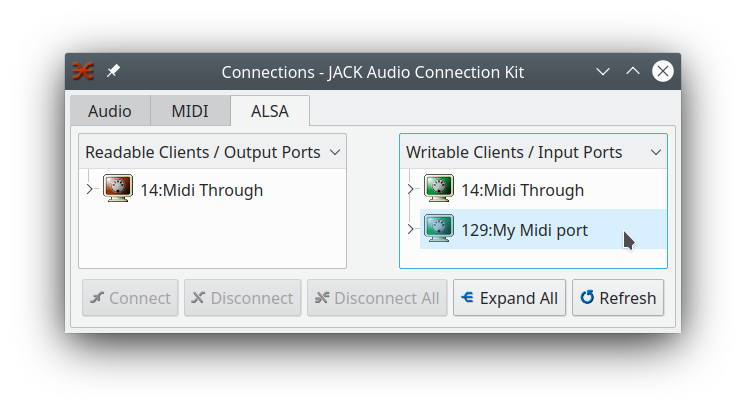 Connections - JACK Audio Connection Kit
Audio MIDI ALSA
Readable Clients / Output Ports Writable Clients / Input Ports
14:Midi Through 14:Midi Through
129:My Midi port
Connect Disconnect Disconnect All Expand All Refresh